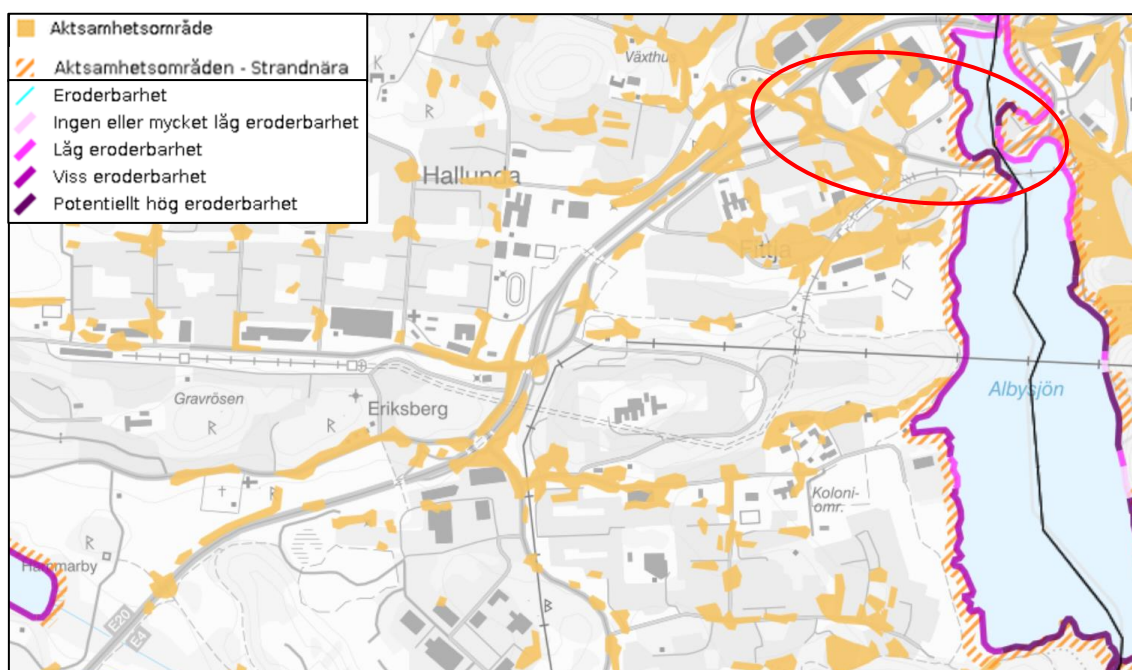 Aktsamhetsområde
Aktsamhetsområden - Strandnära
Eroderbarhet
Ingen eller mycket låg eroderbarhet
Låg eroderbarhet
Viss eroderbarhet
Potentiellt hög eroderbarhet
Växthus
K
R
Hallunda
Fittja
K
Gravrösen
R
Eriksberg
R
Albysjön
Koloni-
omr.
R
Hammarby
E20
E4